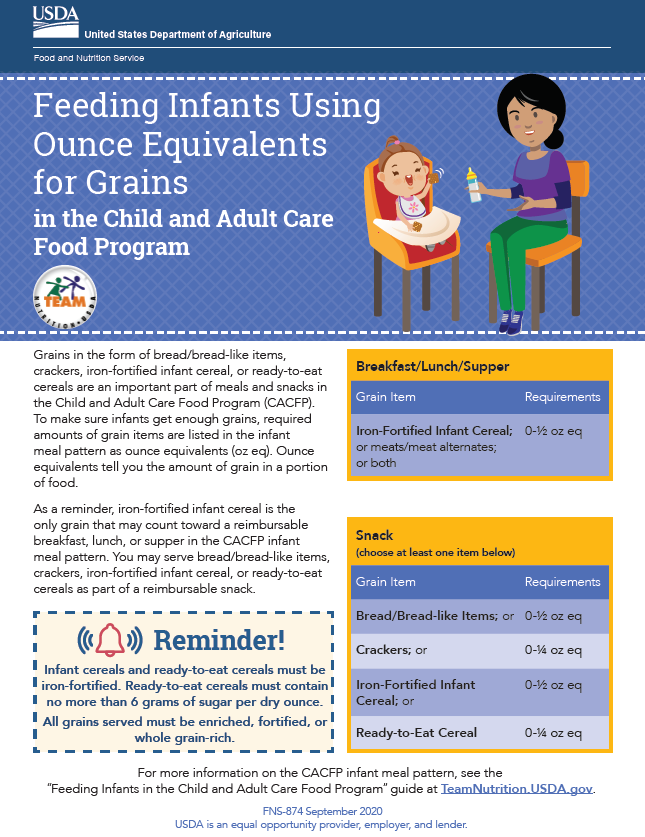 USDA
United States Department of Agriculture
Food and Nutrition Service
Feeding Infants Using
Ounce Equivalents
for Grains
in the Child and Adult Care
Food Program
TEAM
NUTRITION • USDA
Grains in the form of bread/bread-like items,
crackers, iron-fortified infant cereal, or ready-to-eat
cereals are an important part of meals and snacks in
the Child and Adult Care Food Program (CACFP).
To make sure infants get enough grains, required
amounts of grain items are listed in the infant
meal pattern as ounce equivalents (oz eq). Ounce
equivalents tell you the amount of grain in a portion
of food.
As a reminder, iron-fortified infant cereal is the
only grain that may count toward a reimbursable
breakfast, lunch, or supper in the CACFP infant
meal pattern. You may serve bread/bread-like items,
crackers, iron-fortified infant cereal, or ready-to-eat
cereals as part of a reimbursable snack.
Reminder!
Infant cereals and ready-to-eat cereals must be
iron-fortified. Ready-to-eat cereals must contain
no more than 6 grams of sugar per dry ounce.
All grains served must be enriched, fortified, or
whole grain-rich.
Breakfast/Lunch/Supper
Grain Item Requirements
Iron-Fortified Infant Cereal; 0-½ oz eq
or meats/meat alternates;
or both
Snack
(choose at least one item below)
Grain Item Requirements
Bread/Bread-like Items; or 0-½ oz eq
Crackers; or 0-¼ oz eq
Iron-Fortified Infant 0-½ oz eq
Cereal; or
Ready-to-Eat Cereal 0-¼ oz eq
For more information on the CACFP infant meal pattern, see the
"Feeding Infants in the Child and Adult Care Food Program" guide at TeamNutrition.USDA.gov.
FNS-874 September 2020
USDA is an equal opportunity provider, employer, and lender.